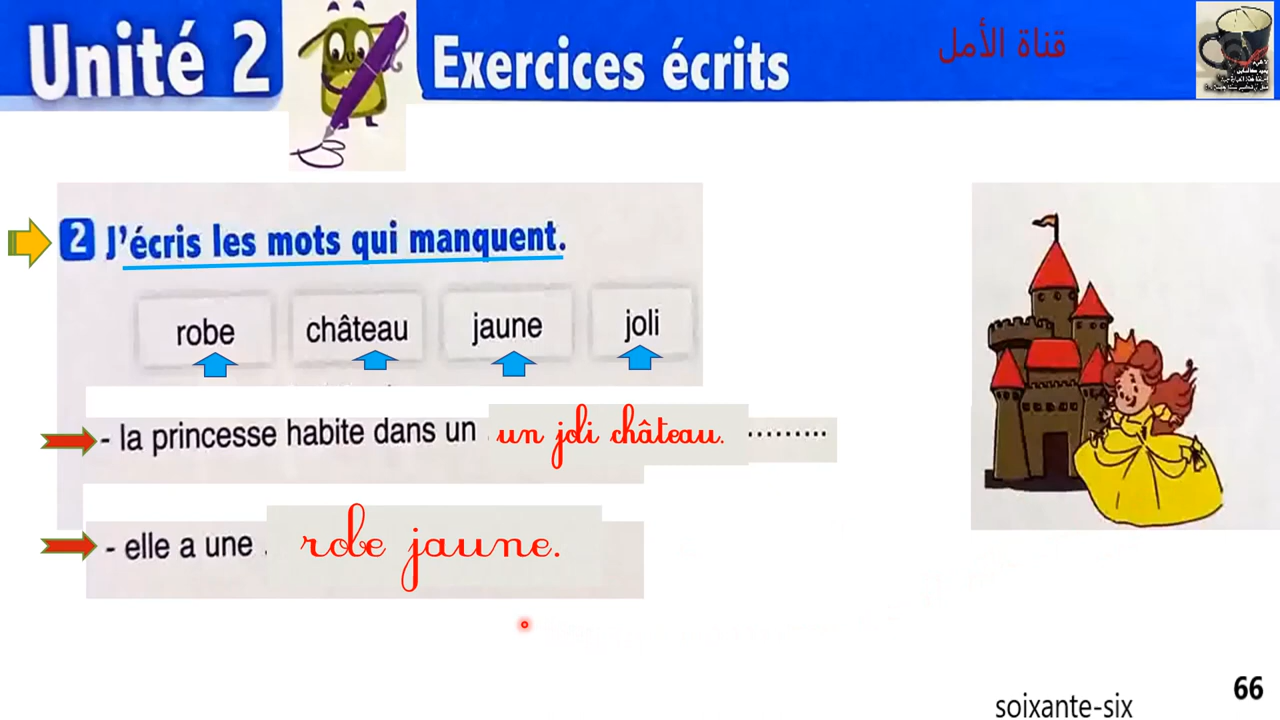 Unité 2
Exercices écrits
قناة الأمل
2 J'écris les mots qui manquent.
robe château jaune joli
- la princesse habite dans un un joli château. .........
- elle a une . robe jaune.
66
soixante-six